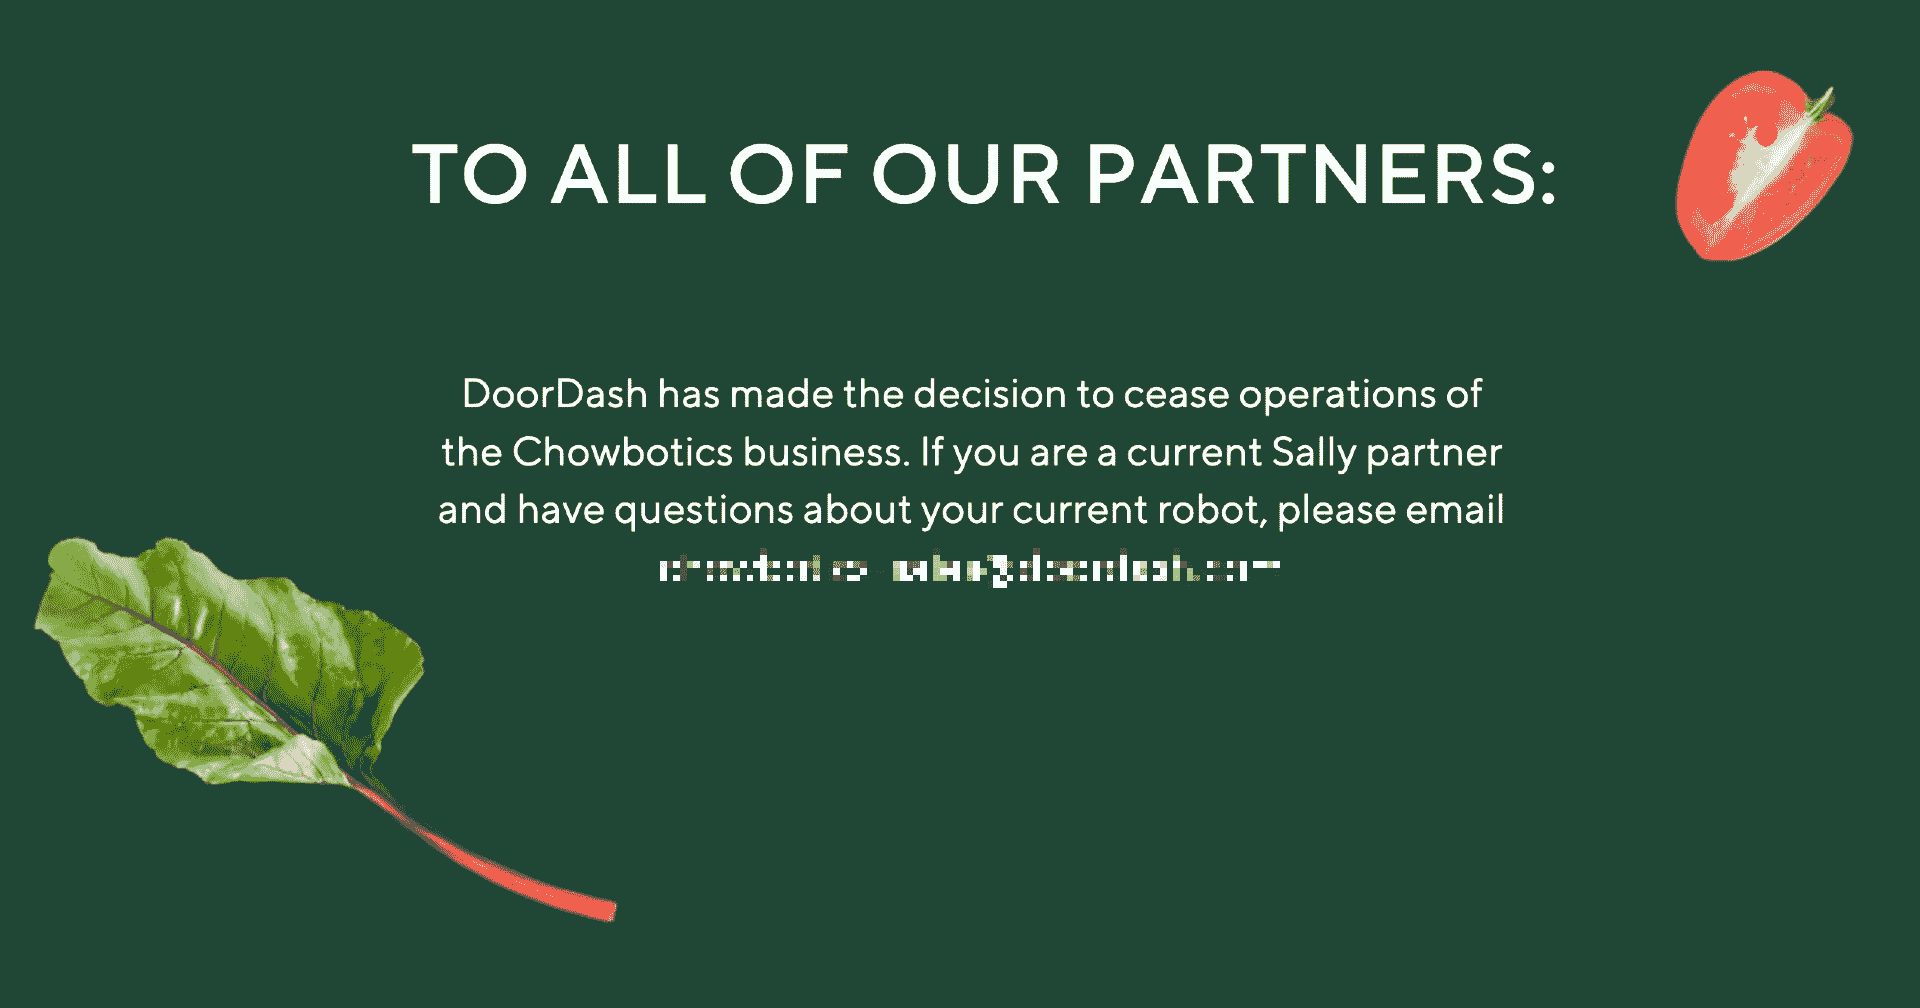 TO ALL OF OUR PARTNERS:
DoorDash has made the decision to cease operations of
the Chowbotics business. If you are a current Sally partner
and have questions about your current robot, please email